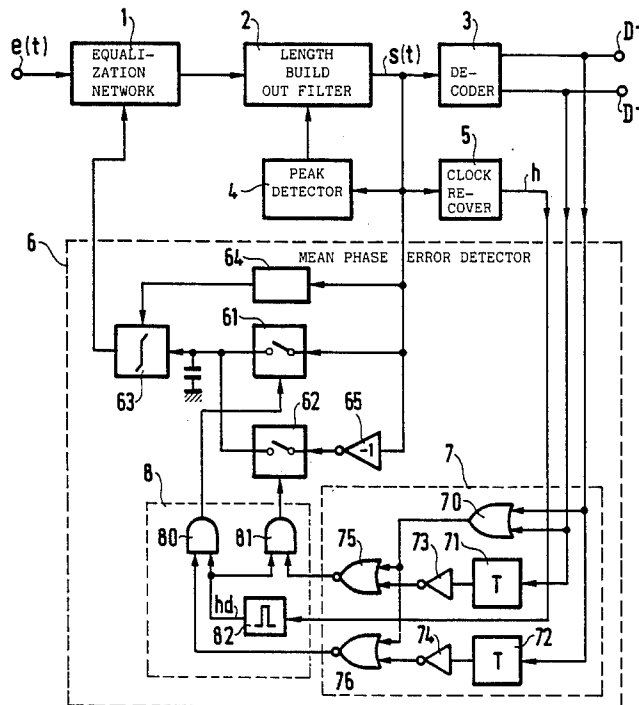 1
2
3
e(t)
EQUALI-
ZATION
NETWORK
LENGTH
BUILD
OUT FILTER
s(t)
DE-
CODER
D⁺
D⁻
5
4
PEAK
DETECTOR
CLOCK
RE-
COVER
h
6
MEAN PHASE ERROR DETECTOR
64
61
63
62
65
-1
7
8
70
80
81
75
73
71
T
hd
82
74
72
T
76